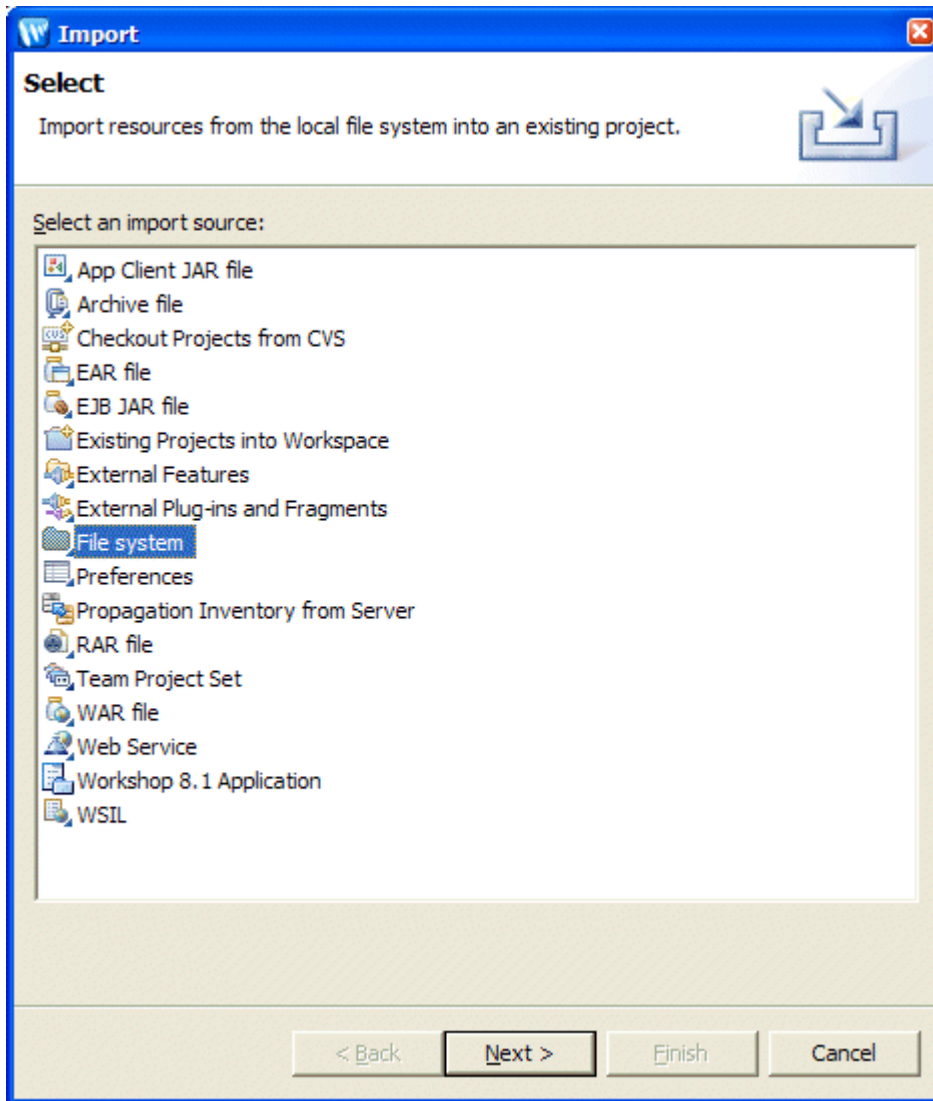 Import
Select
Import resources from the local file system into an existing project.
Select an import source:
App Client JAR file
Archive file
Checkout Projects from CVS
EAR file
EJB JAR file
Existing Projects into Workspace
External Features
External Plug-ins and Fragments
File system
Preferences
Propagation Inventory from Server
RAR file
Team Project Set
WAR file
Web Service
Workshop 8.1 Application
WSIL
< Back Next > Finish Cancel